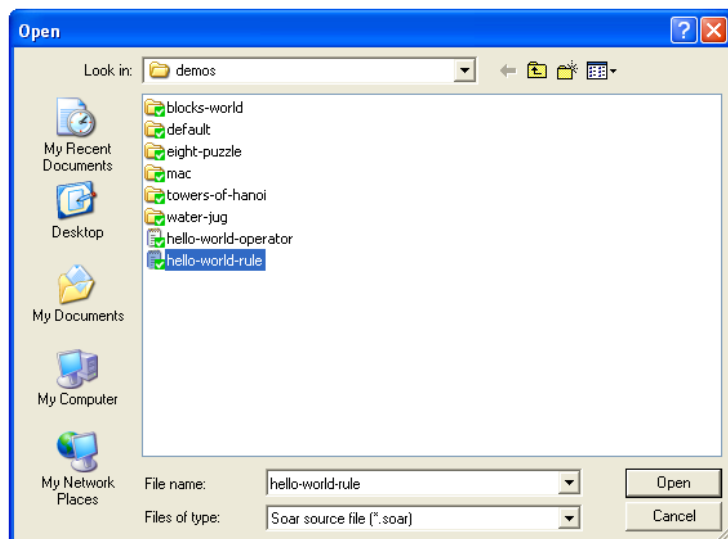 Open
Look in:
demos
My Recent
Documents
Desktop
My Documents
My Computer
My Network
Places
blocks-world
default
eight-puzzle
mac
towers-of-hanoi
water-jug
hello-world-operator
hello-world-rule
File name:
hello-world-rule
Open
Files of type:
Soar source file (*.soar)
Cancel